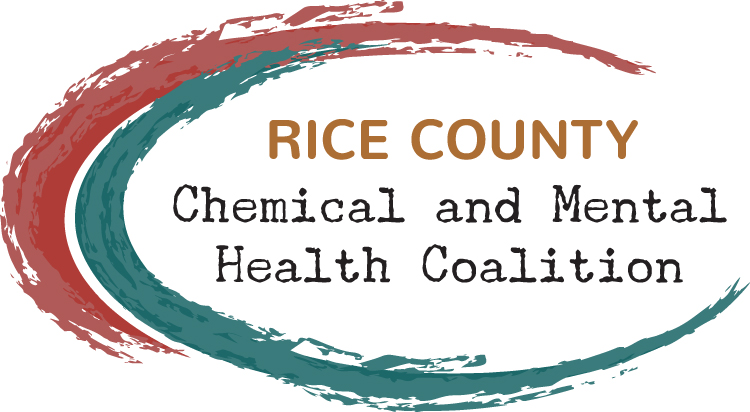 RICE COUNTY
Chemical and Mental
Health Coalition